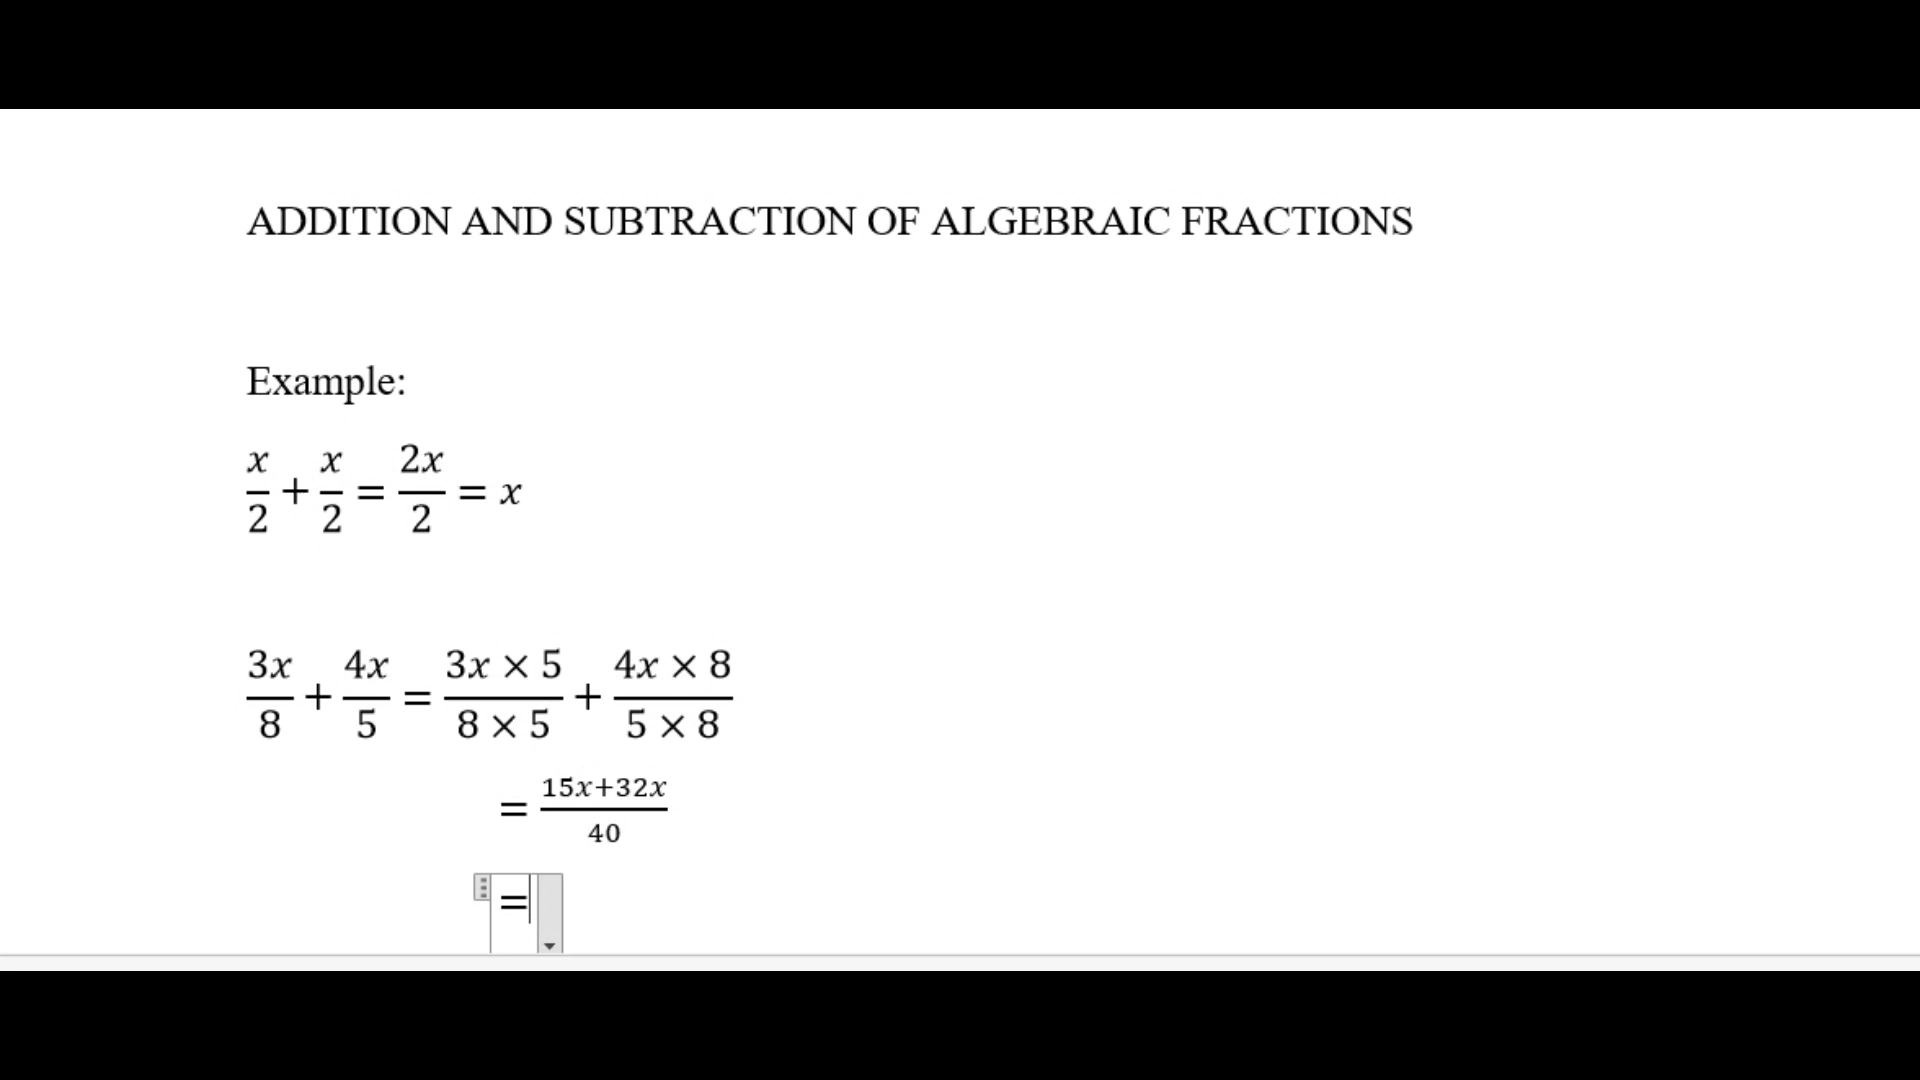 ADDITION AND SUBTRACTION OF ALGEBRAIC FRACTIONS
Example:
x/2 + x/2 = 2x/2 = x
3x/8 + 4x/5 = (3x × 5)/(8 × 5) + (4x × 8)/(5 × 8)
= (15x+32x)/40
=